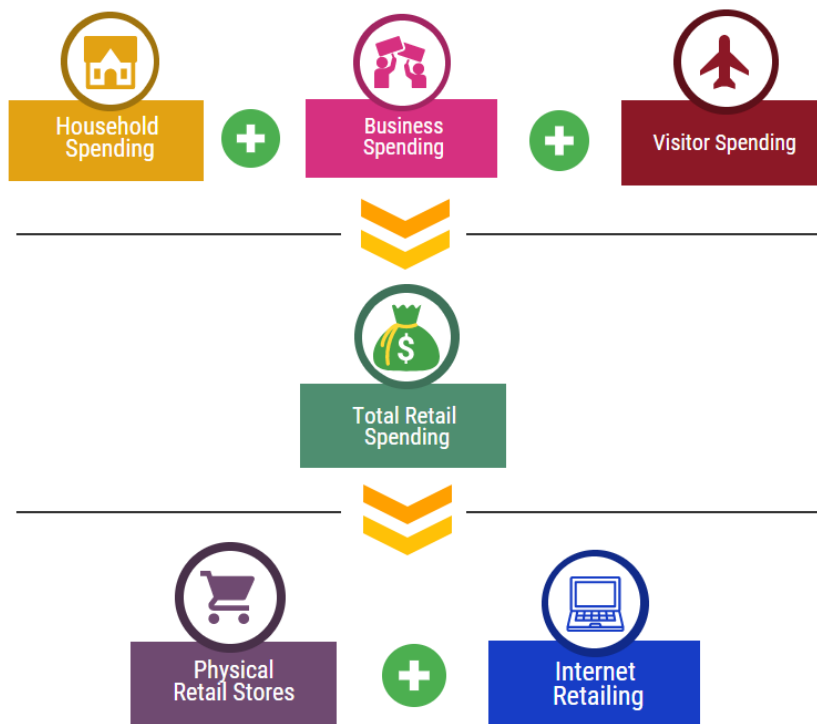 Household
Spending
Business
Spending
Visitor Spending
$
Total Retail
Spending
Physical
Retail Stores
Internet
Retailing